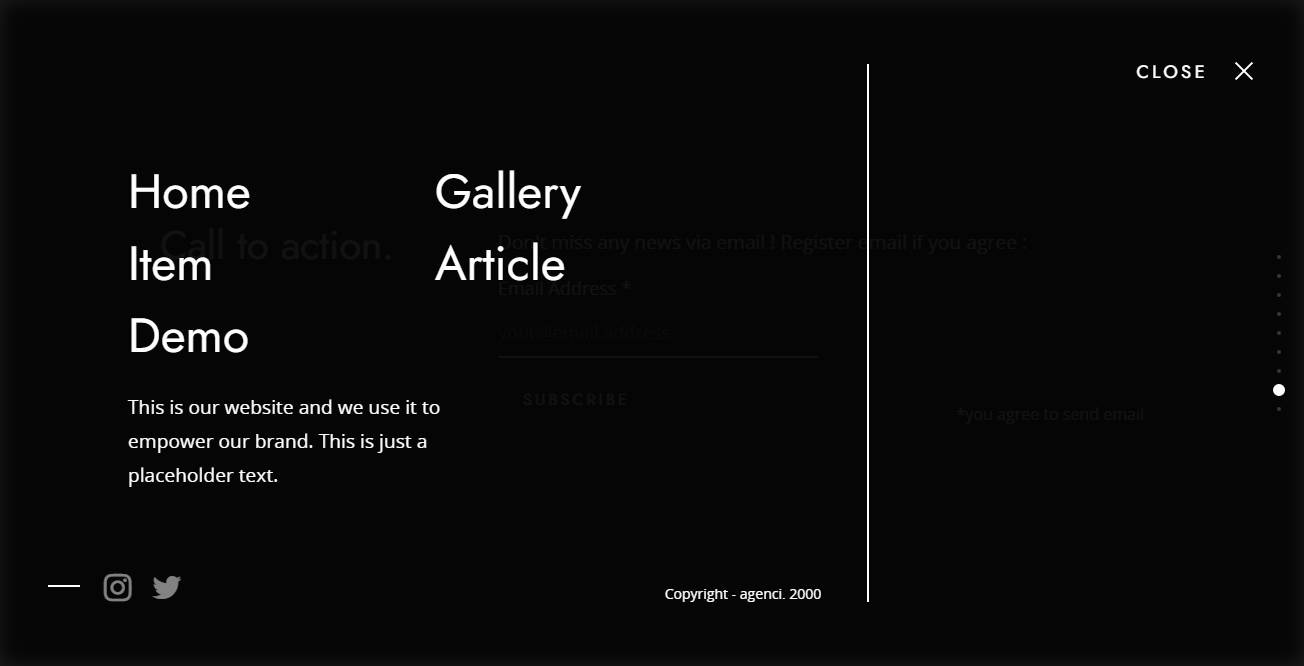 CLOSE
Home
Gallery
Call to action.
Don't miss any news via email ! Register email if you agree :
Item
Article
Email Address *
Demo
your@email.address
SUBSCRIBE
*you agree to send email
This is our website and we use it to
empower our brand. This is just a
placeholder text.
Copyright - agenci. 2000